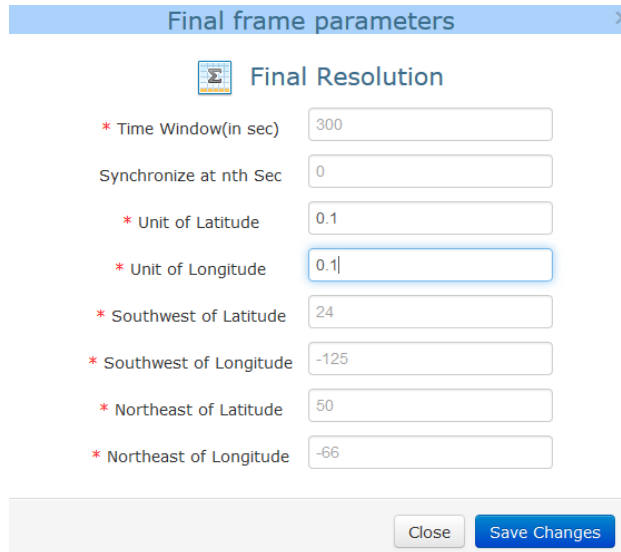 Final frame parameters ×
Σ Final Resolution
* Time Window(in sec) 300
Synchronize at nth Sec 0
* Unit of Latitude 0.1
* Unit of Longitude 0.1
* Southwest of Latitude 24
* Southwest of Longitude -125
* Northeast of Latitude 50
* Northeast of Longitude -66
Close Save Changes